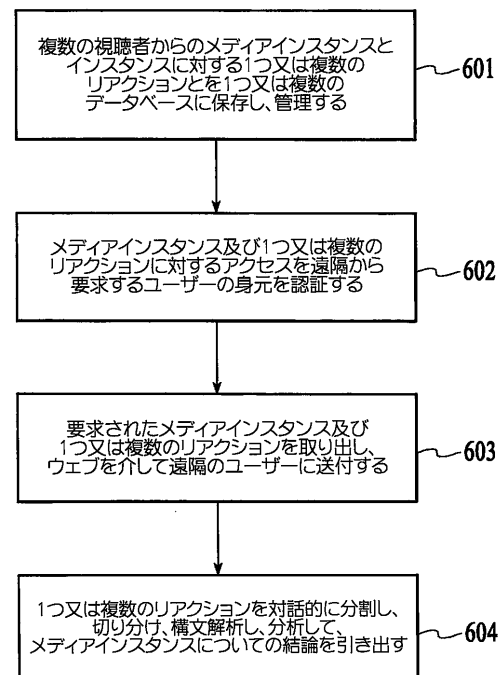 複数の視聴者からのメディアインスタンスと
インスタンスに対する1つ又は複数の
リアクションとを1つ又は複数の
データベースに保存し、管理する
601
メディアインスタンス及び1つ又は複数の
リアクションに対するアクセスを遠隔から
要求するユーザーの身元を認証する
602
要求されたメディアインスタンス及び
1つ又は複数のリアクションを取り出し、
ウェブを介して遠隔のユーザーに送付する
603
1つ又は複数のリアクションを対話的に分割し、
切り分け、構文解析し、分析して、
メディアインスタンスについての結論を引き出す
604